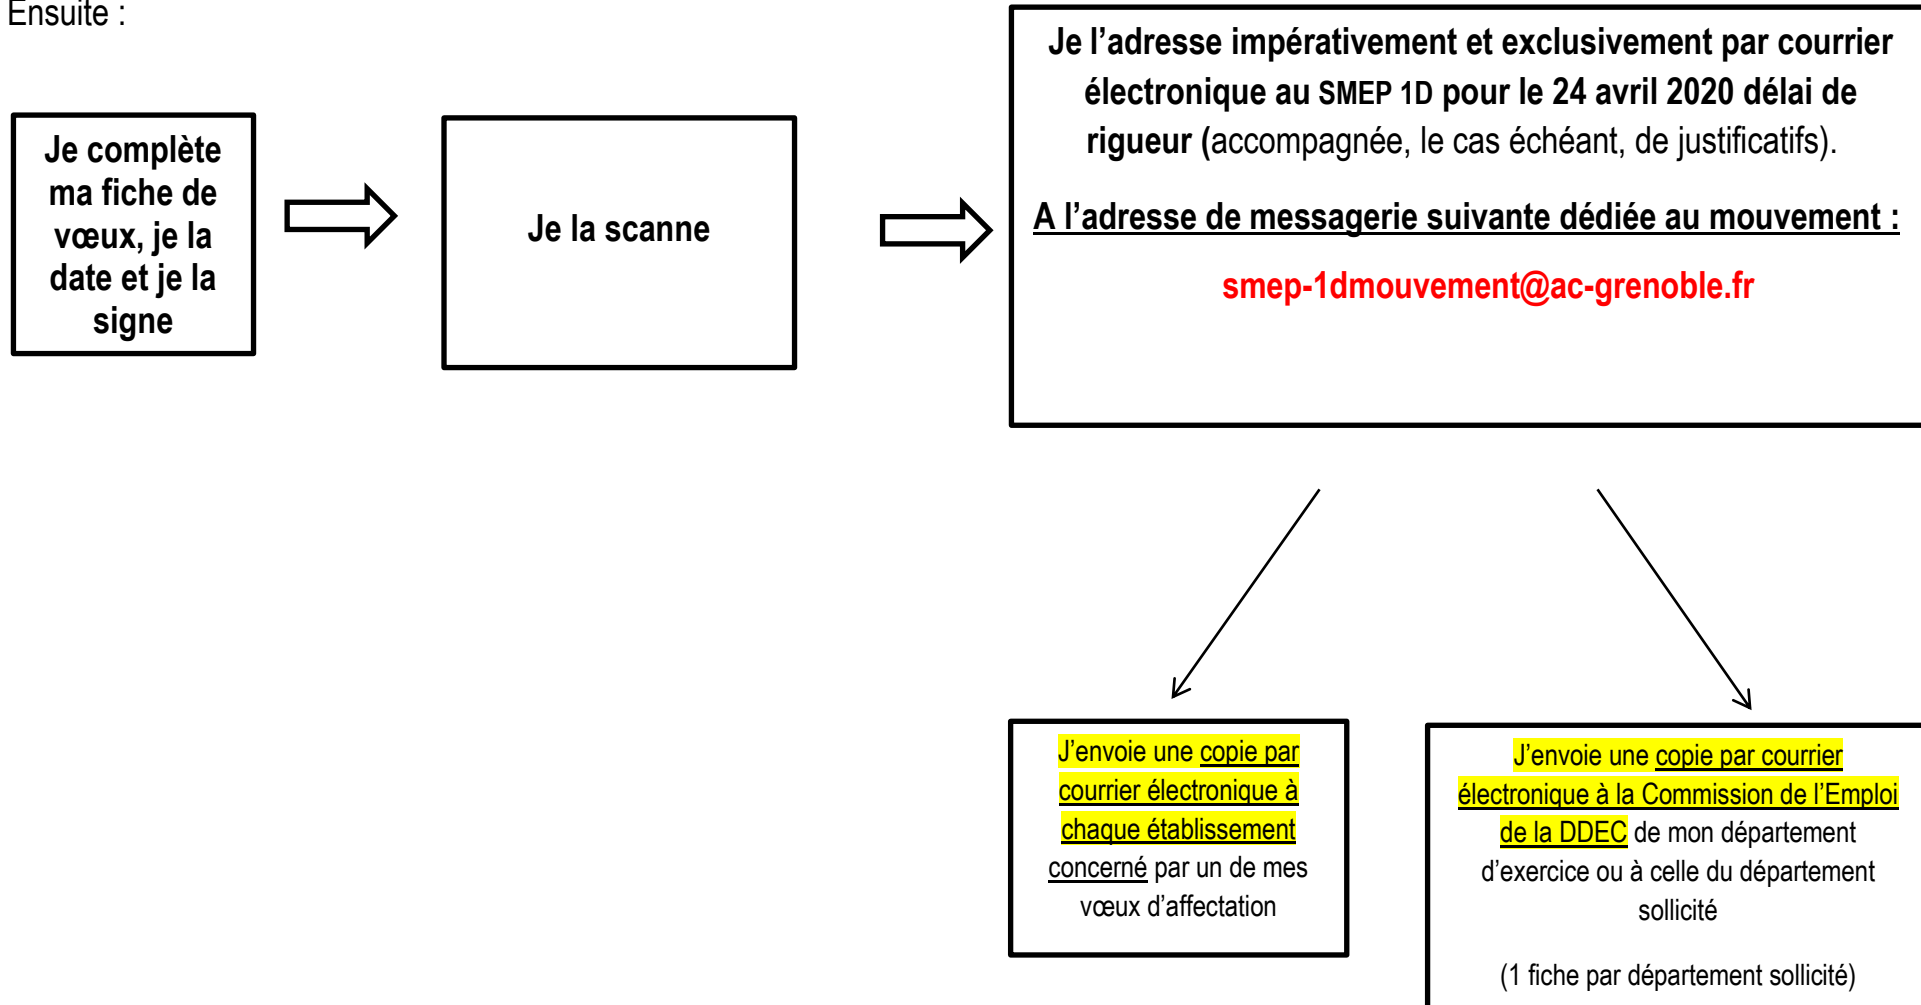 Ensuite :
Je complète
ma fiche de
vœux, je la
date et je la
signe
Je la scanne
Je l’adresse impérativement et exclusivement par courrier
électronique au SMEP 1D pour le 24 avril 2020 délai de
rigueur (accompagnée, le cas échéant, de justificatifs).
A l’adresse de messagerie suivante dédiée au mouvement :
smep-1dmouvement@ac-grenoble.fr
J’envoie une copie par
courrier électronique à
chaque établissement
concerné par un de mes
vœux d’affectation
J’envoie une copie par courrier
électronique à la Commission de l’Emploi
de la DDEC de mon département
d’exercice ou à celle du département
sollicité
(1 fiche par département sollicité)